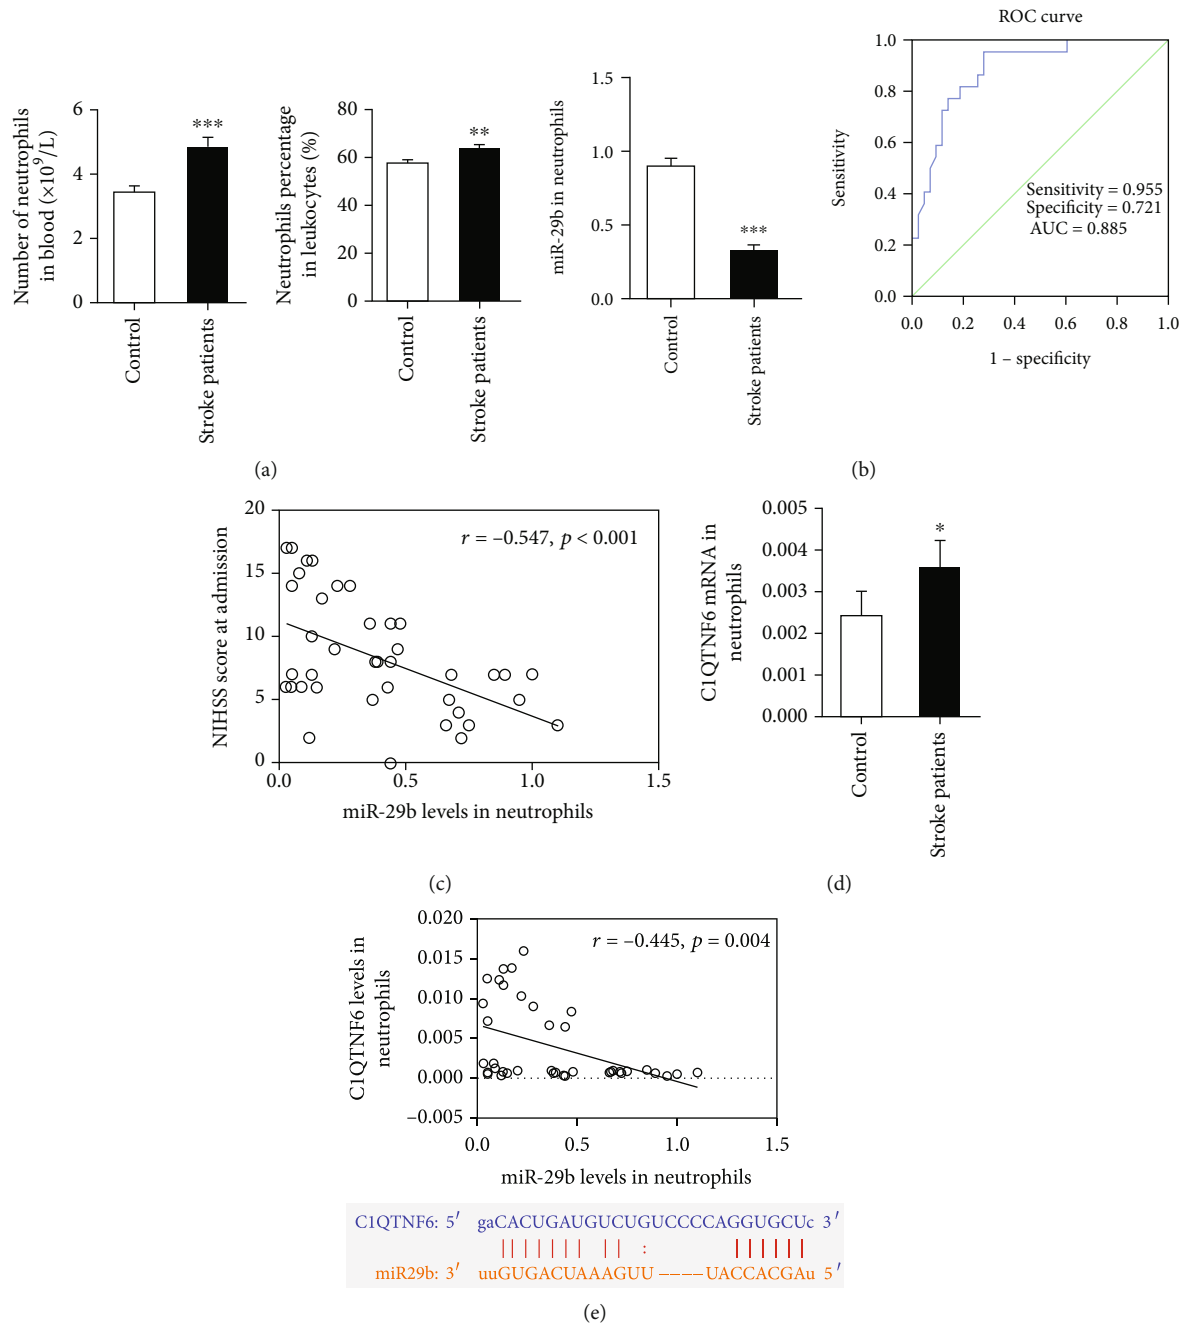 Number of neutrophils
in blood (×10⁹/L)
6
4
2
0
***
Control
Stroke patients
Neutrophils percentage
in leukocytes (%)
80
60
40
20
0
**
Control
Stroke patients
(a)
miR-29b in neutrophils
1.5
1.0
0.5
0.0
***
Control
Stroke patients
ROC curve
Sensitivity
1.0
0.8
0.6
0.4
0.2
0.0
Sensitivity = 0.955
Specificity = 0.721
AUC = 0.885
0.0 0.2 0.4 0.6 0.8 1.0
1 – specificity
(b)
NIHSS score at admission
20
15
10
5
0
r = –0.547, p < 0.001
0.0 0.5 1.0 1.5
miR-29b levels in neutrophils
(c)
C1QTNF6 mRNA in
neutrophils
0.005
0.004
0.003
0.002
0.001
0.000
*
Control
Stroke patients
(d)
C1QTNF6 levels in
neutrophils
0.020
0.015
0.010
0.005
0.000
–0.005
r = –0.445, p = 0.004
0.0 0.5 1.0 1.5
miR-29b levels in neutrophils
C1QTNF6: 5′ gaCACUGAUGUCUGUCCCCAGGUGCUc 3′
| | | | | | | | | : | | | | | |
miR29b: 3′ uuGUGACUAAAGUU ––––UACCACGAu 5′
(e)